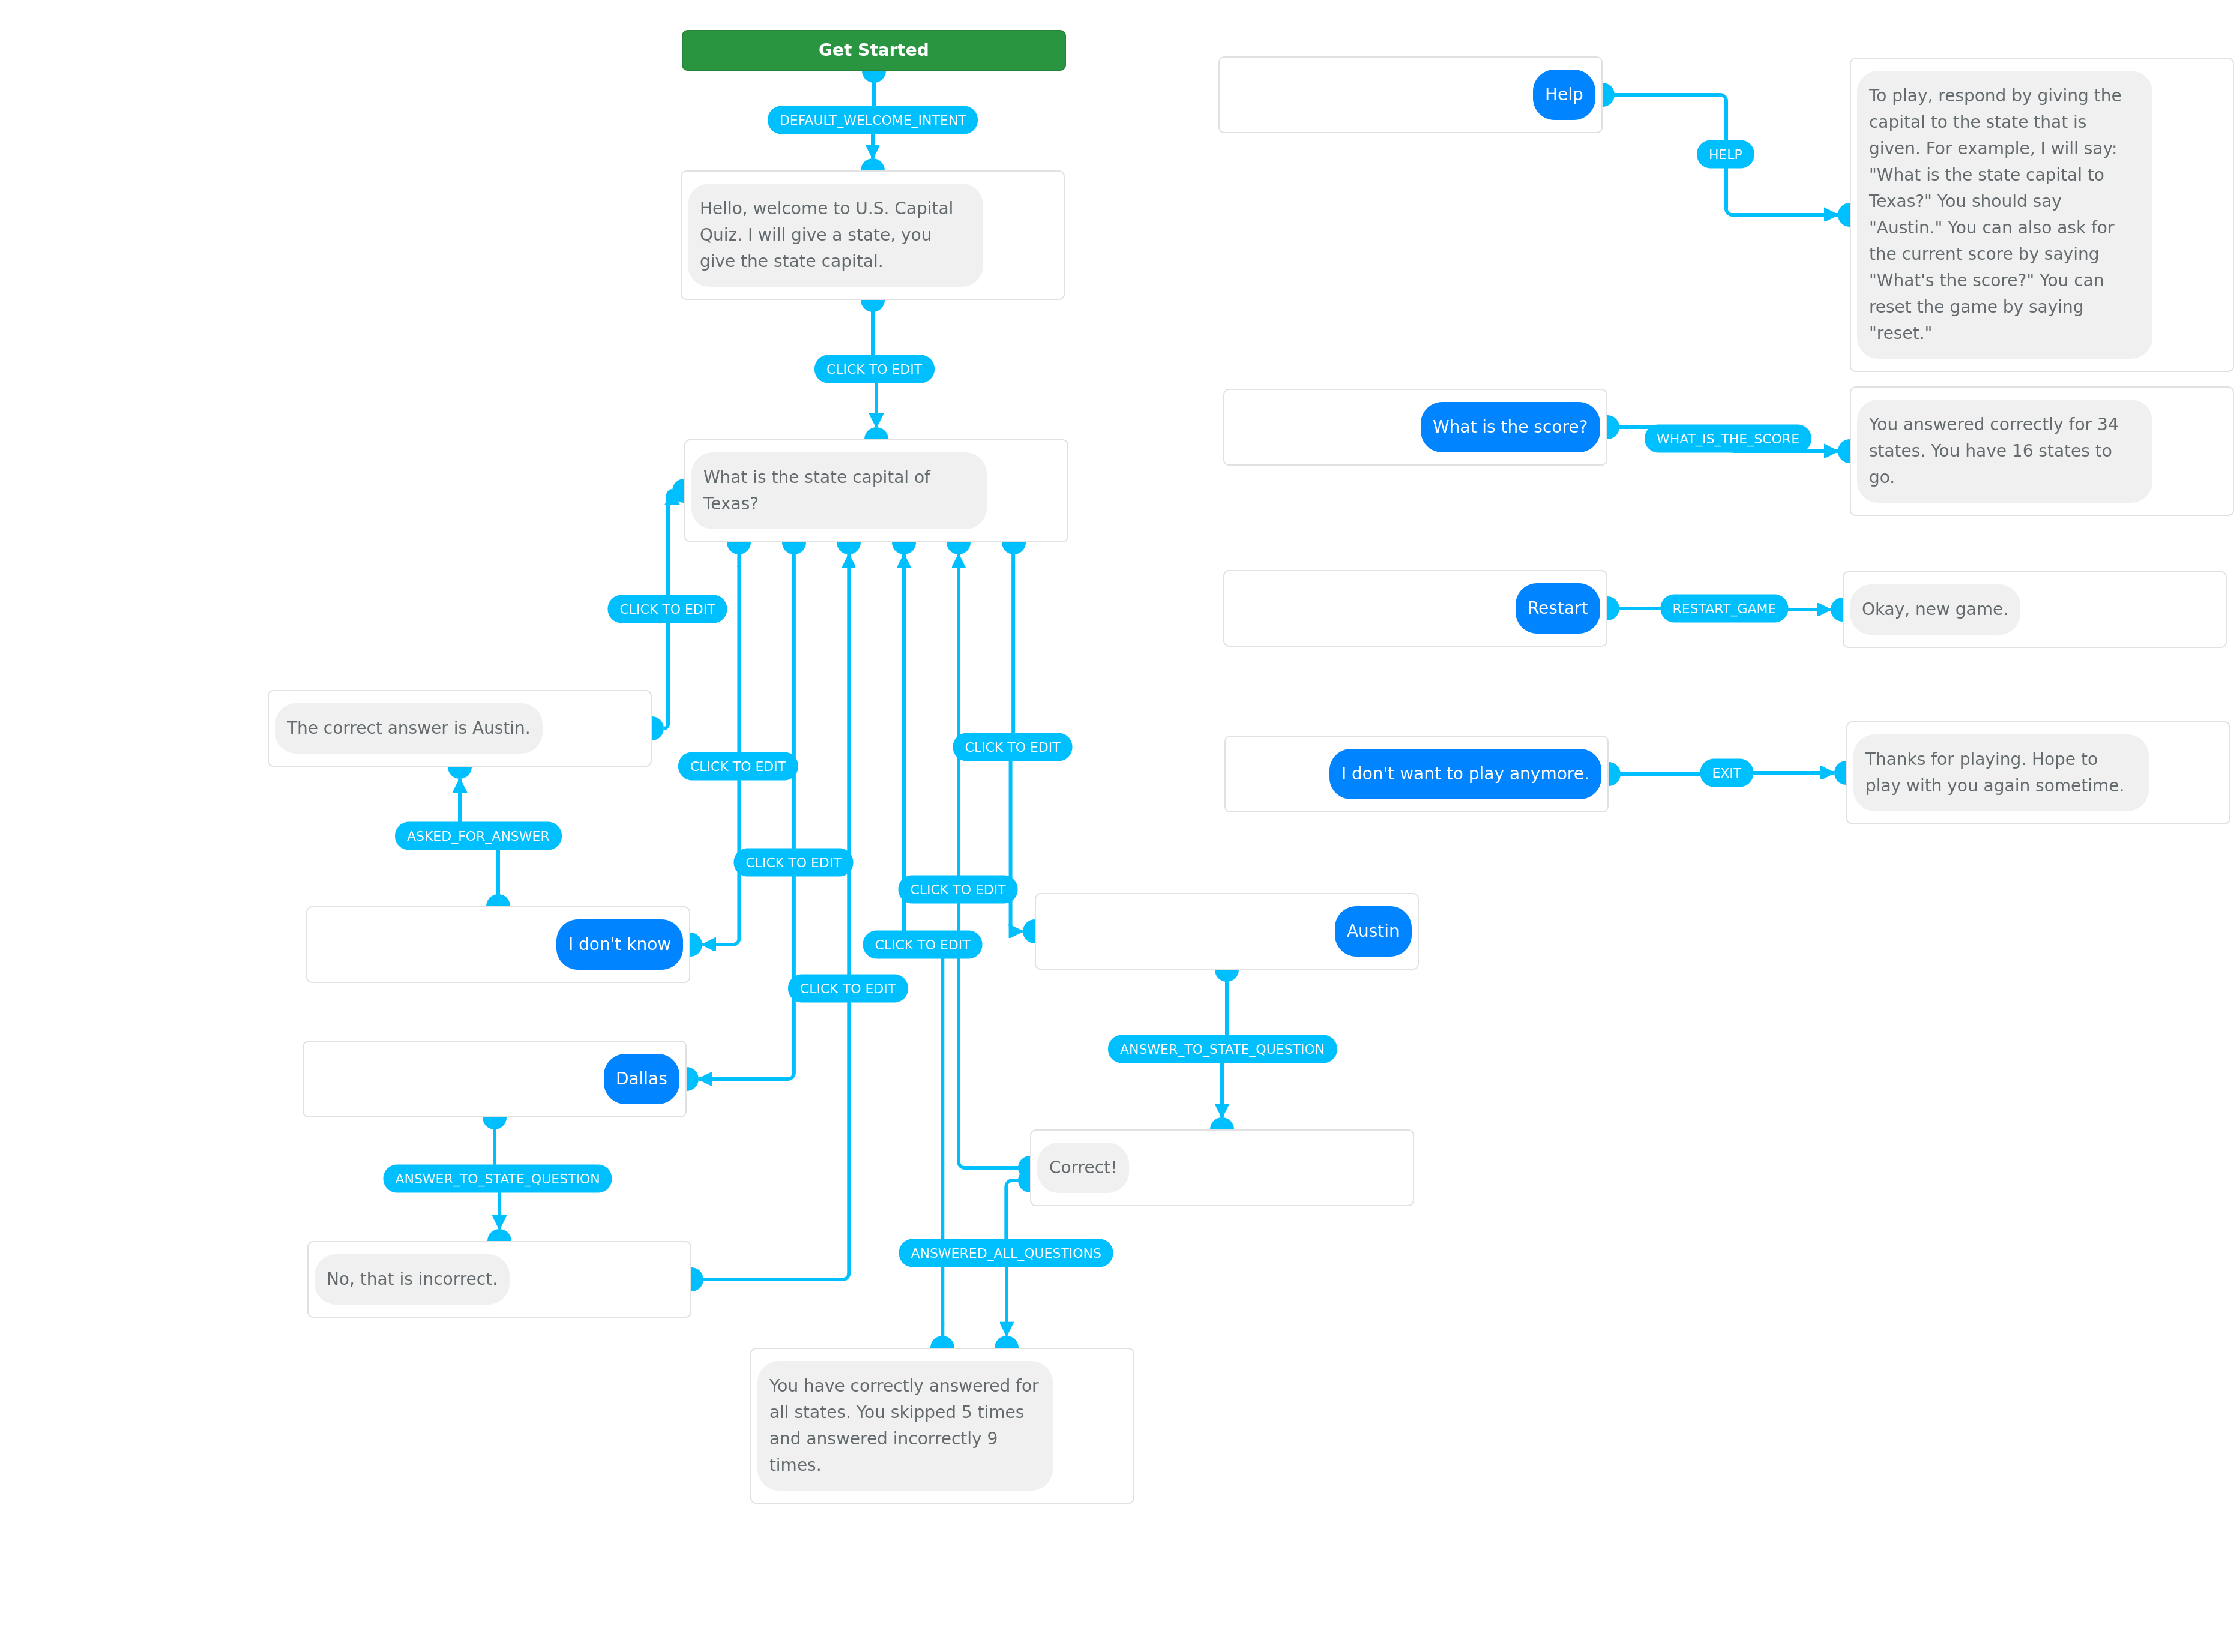 Get Started
DEFAULT_WELCOME_INTENT
Hello, welcome to U.S. Capital
Quiz. I will give a state, you
give the state capital.
CLICK TO EDIT
What is the state capital of
Texas?
CLICK TO EDIT
The correct answer is Austin.
CLICK TO EDIT
CLICK TO EDIT
ASKED_FOR_ANSWER
CLICK TO EDIT
CLICK TO EDIT
I don't know
CLICK TO EDIT
Austin
CLICK TO EDIT
Dallas
ANSWER_TO_STATE_QUESTION
ANSWER_TO_STATE_QUESTION
Correct!
No, that is incorrect.
ANSWERED_ALL_QUESTIONS
You have correctly answered for
all states. You skipped 5 times
and answered incorrectly 9
times.
Help
HELP
To play, respond by giving the
capital to the state that is
given. For example, I will say:
"What is the state capital to
Texas?" You should say
"Austin." You can also ask for
the current score by saying
"What's the score?" You can
reset the game by saying
"reset."
What is the score?
WHAT_IS_THE_SCORE
You answered correctly for 34
states. You have 16 states to
go.
Restart
RESTART_GAME
Okay, new game.
I don't want to play anymore.
EXIT
Thanks for playing. Hope to
play with you again sometime.